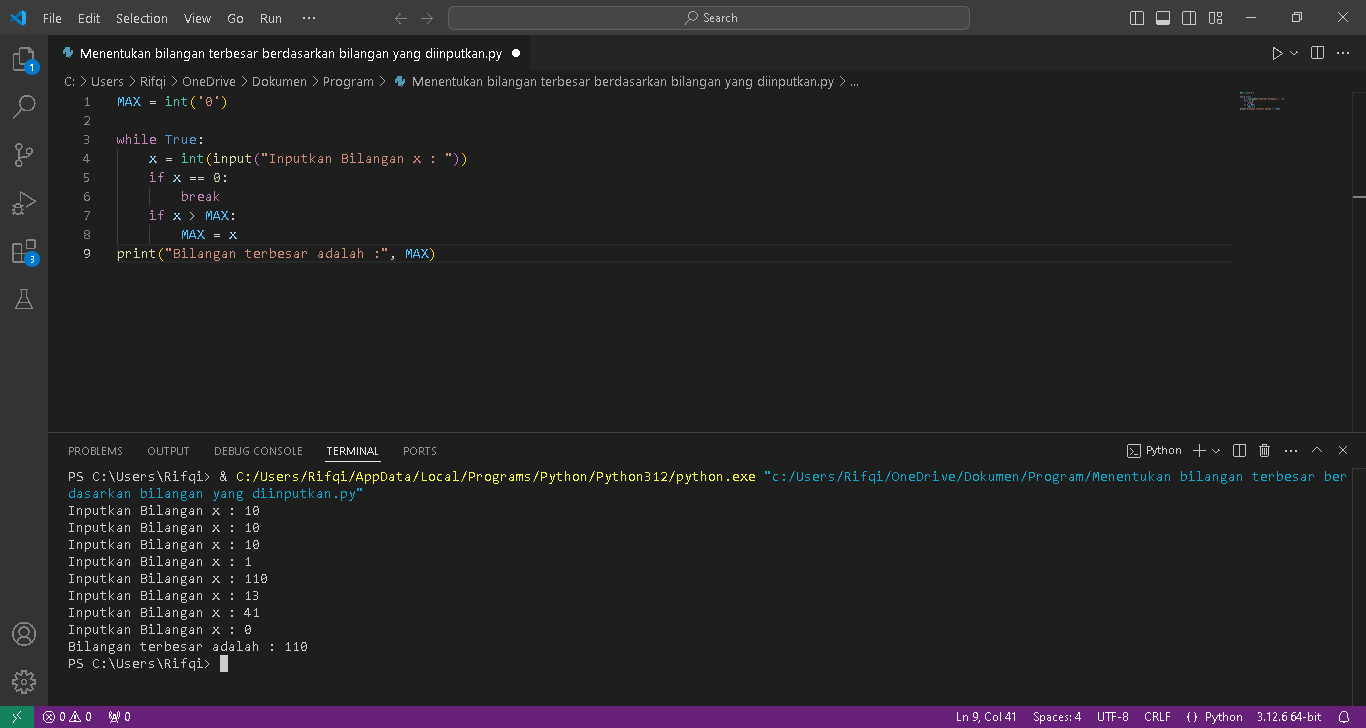 File Edit Selection View Go Run ··· Search
Menentukan bilangan terbesar berdasarkan bilangan yang diinputkan.py
C: > Users > Rifqi > OneDrive > Dokumen > Program > Menentukan bilangan terbesar berdasarkan bilangan yang diinputkan.py > ...
1 MAX = int('0')
2
3 while True:
4     x = int(input("Inputkan Bilangan x : "))
5     if x == 0:
6         break
7     if x > MAX:
8         MAX = x
9 print("Bilangan terbesar adalah :", MAX)
1
3
PROBLEMS OUTPUT DEBUG CONSOLE TERMINAL PORTS Python
PS C:\Users\Rifqi> & C:/Users/Rifqi/AppData/Local/Programs/Python/Python312/python.exe "c:/Users/Rifqi/OneDrive/Dokumen/Program/Menentukan bilangan terbesar ber
dasarkan bilangan yang diinputkan.py"
Inputkan Bilangan x : 10
Inputkan Bilangan x : 10
Inputkan Bilangan x : 10
Inputkan Bilangan x : 1
Inputkan Bilangan x : 110
Inputkan Bilangan x : 13
Inputkan Bilangan x : 41
Inputkan Bilangan x : 0
Bilangan terbesar adalah : 110
PS C:\Users\Rifqi>
0 0 0 Ln 9, Col 41 Spaces: 4 UTF-8 CRLF {} Python 3.12.6 64-bit